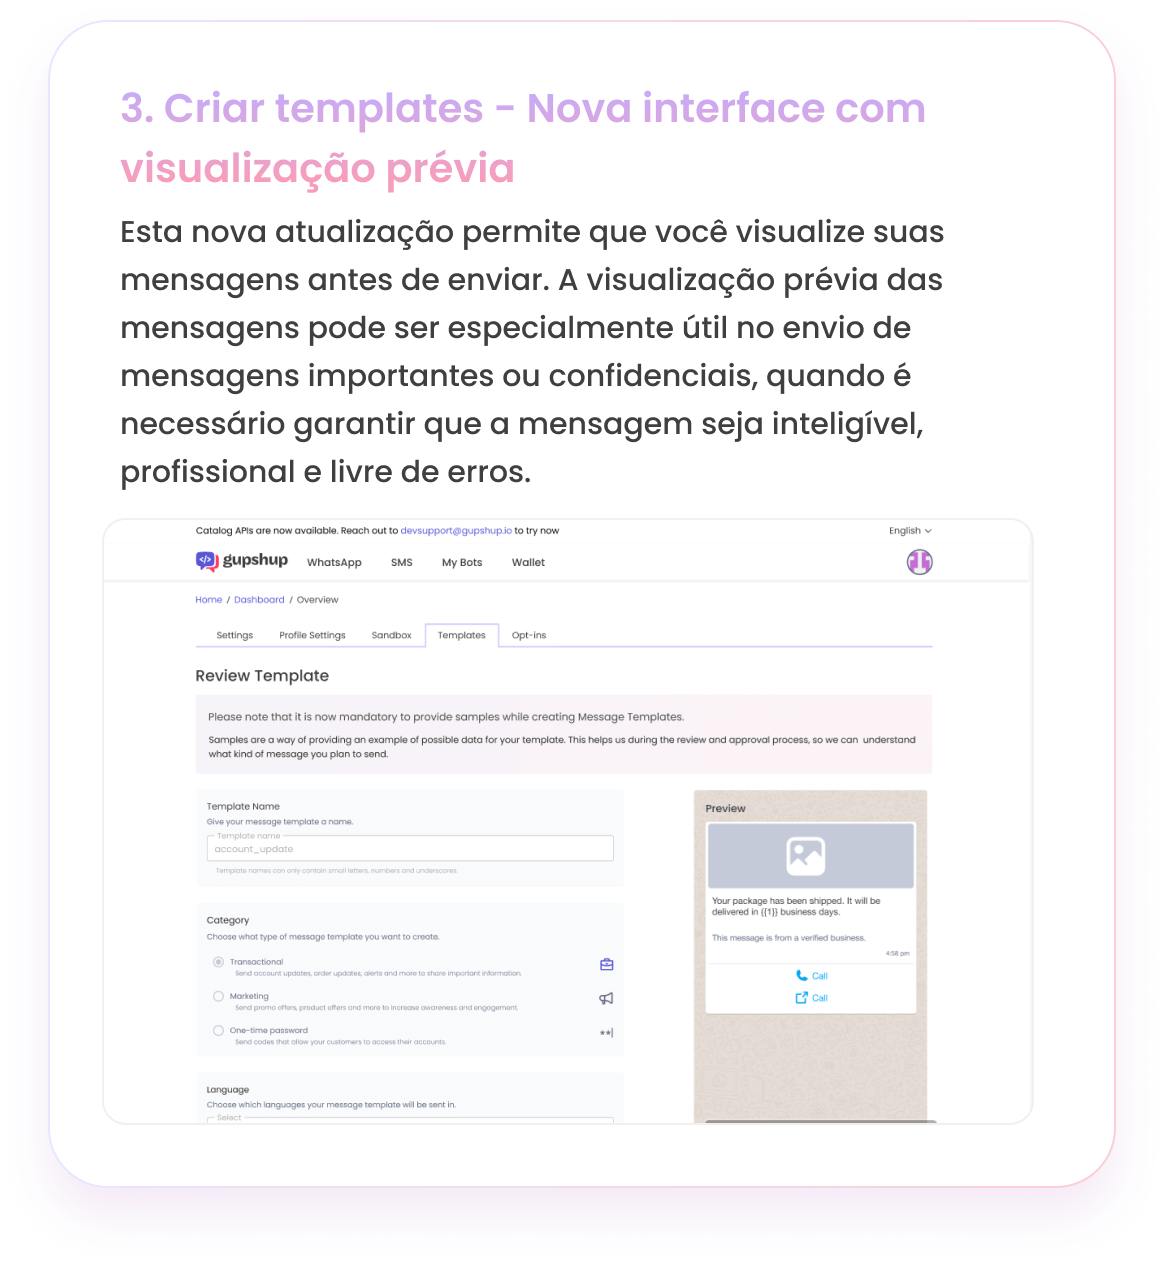 3. Criar templates - Nova interface com
visualização prévia
Esta nova atualização permite que você visualize suas
mensagens antes de enviar. A visualização prévia das
mensagens pode ser especialmente útil no envio de
mensagens importantes ou confidenciais, quando é
necessário garantir que a mensagem seja inteligível,
profissional e livre de erros.
Catalog APIs are now available. Reach out to devsupport@gupshup.io to try now
English
gupshup WhatsApp SMS My Bots Wallet
Home / Dashboard / Overview
Settings Profile Settings Sandbox Templates Opt-ins
Review Template
Please note that it is now mandatory to provide samples while creating Message Templates.
Samples are a way of providing an example of possible data for your template. This helps us during the review and approval process, so we can understand
what kind of message you plan to send.
Template Name
Give your message template a name.
Template name
account_update
Template names can only contain small letters, numbers and underscores.
Category
Choose what type of message template you want to create.
Transactional
Send account updates, order updates, alerts and more to share important information.
Marketing
Send promo offers, product offers and more to increase awareness and engagement.
One-time password
Send codes that allow your customers to access their accounts.
**|
Language
Choose which languages your message template will be sent in.
Select
Preview
Your package has been shipped. It will be
delivered in {{1}} business days.
This message is from a verified business.
4:58 pm
Call
Call